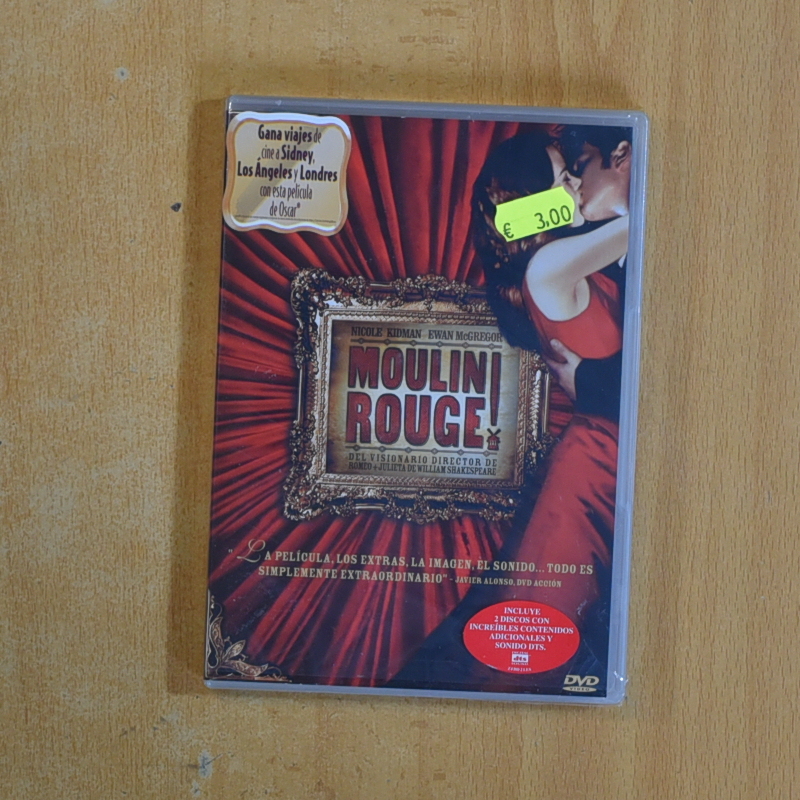 Gana viajes de
cine a Sidney,
Los Ángeles y Londres
con esta película
de Oscar*
€ 3,00
NICOLE KIDMAN EWAN McGREGOR
MOULIN
ROUGE!
DEL VISIONARIO DIRECTOR DE
ROMEO + JULIETA DE WILLIAM SHAKESPEARE
"LA PELÍCULA, LOS EXTRAS, LA IMAGEN, EL SONIDO... TODO ES
SIMPLEMENTE EXTRAORDINARIO" - JAVIER ALONSO, DVD ACCIÓN
INCLUYE
2 DISCOS CON
INCREÍBLES CONTENIDOS
ADICIONALES Y
SONIDO DTS.
dts
DVD
VIDEO